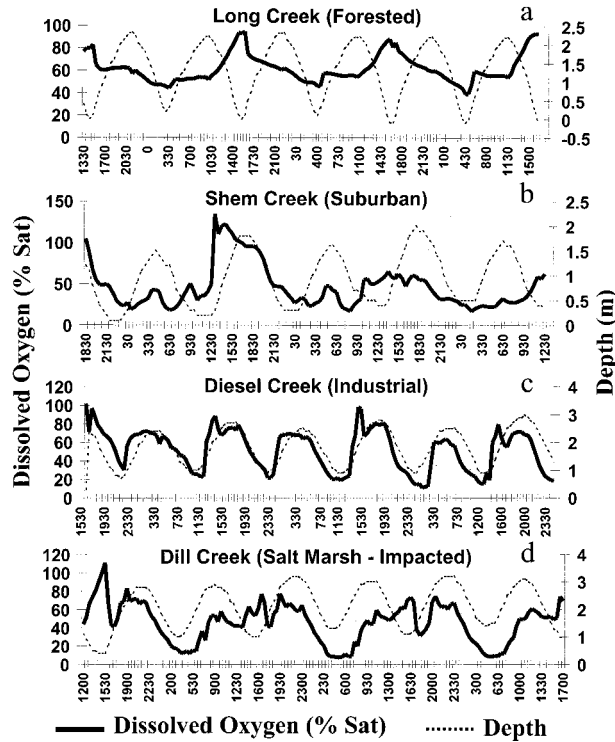 Long Creek (Forested)
a
100
80
60
40
20
0
2.5
2
1.5
1
0.5
0
-0.5
1330 1700 2030 0 330 700 1030 1400 1730 2100 30 400 730 1100 1430 1800 2130 100 430 800 1130 1500
Shem Creek (Suburban)
b
150
100
50
0
2.5
2
1.5
1
0.5
0
1830 2130 30 330 630 930 1230 1530 1830 2130 30 330 630 930 1230 1530 1830 2130 30 330 630 930 1230
Diesel Creek (Industrial)
c
120
100
80
60
40
20
0
4
3
2
1
0
1530 1930 2330 330 730 1130 1530 1930 2330 330 730 1130 1530 1930 2330 400 800 1200 1600 2000 2330
Dill Creek (Salt Marsh - Impacted)
d
120
100
80
60
40
20
0
4
3
2
1
0
1200 1530 1900 2230 200 530 900 1230 1600 1930 2300 230 600 930 1300 1630 2000 2330 300 630 1000 1330 1700
Dissolved Oxygen (% Sat)
Depth (m)
Dissolved Oxygen (% Sat)
Depth